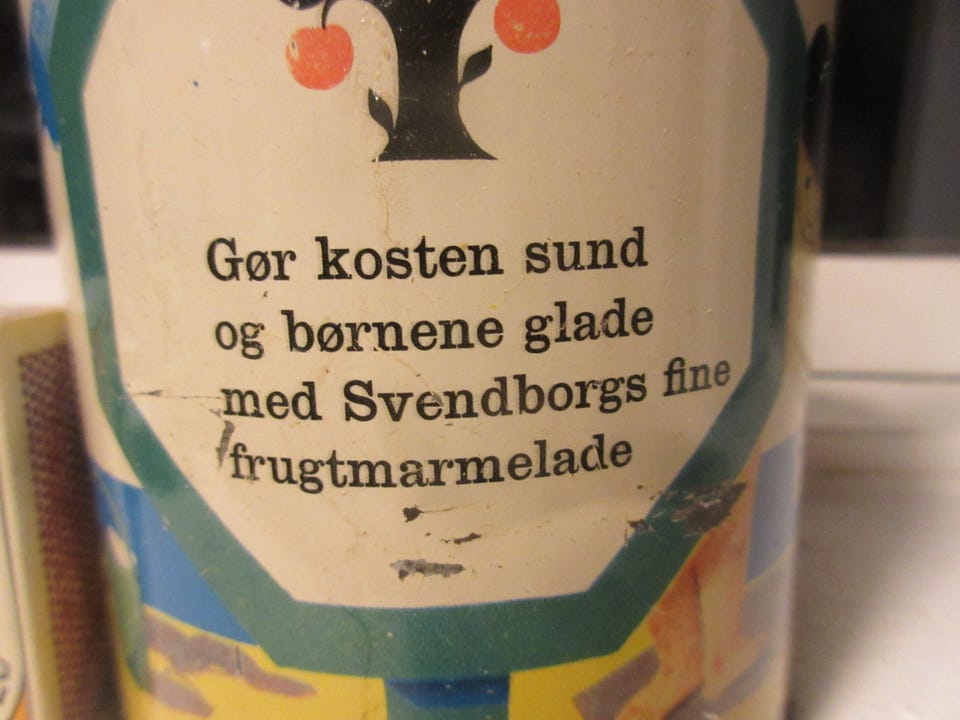 Gør kosten sund
og børnene glade
med Svendborgs fine
frugtmarmelade